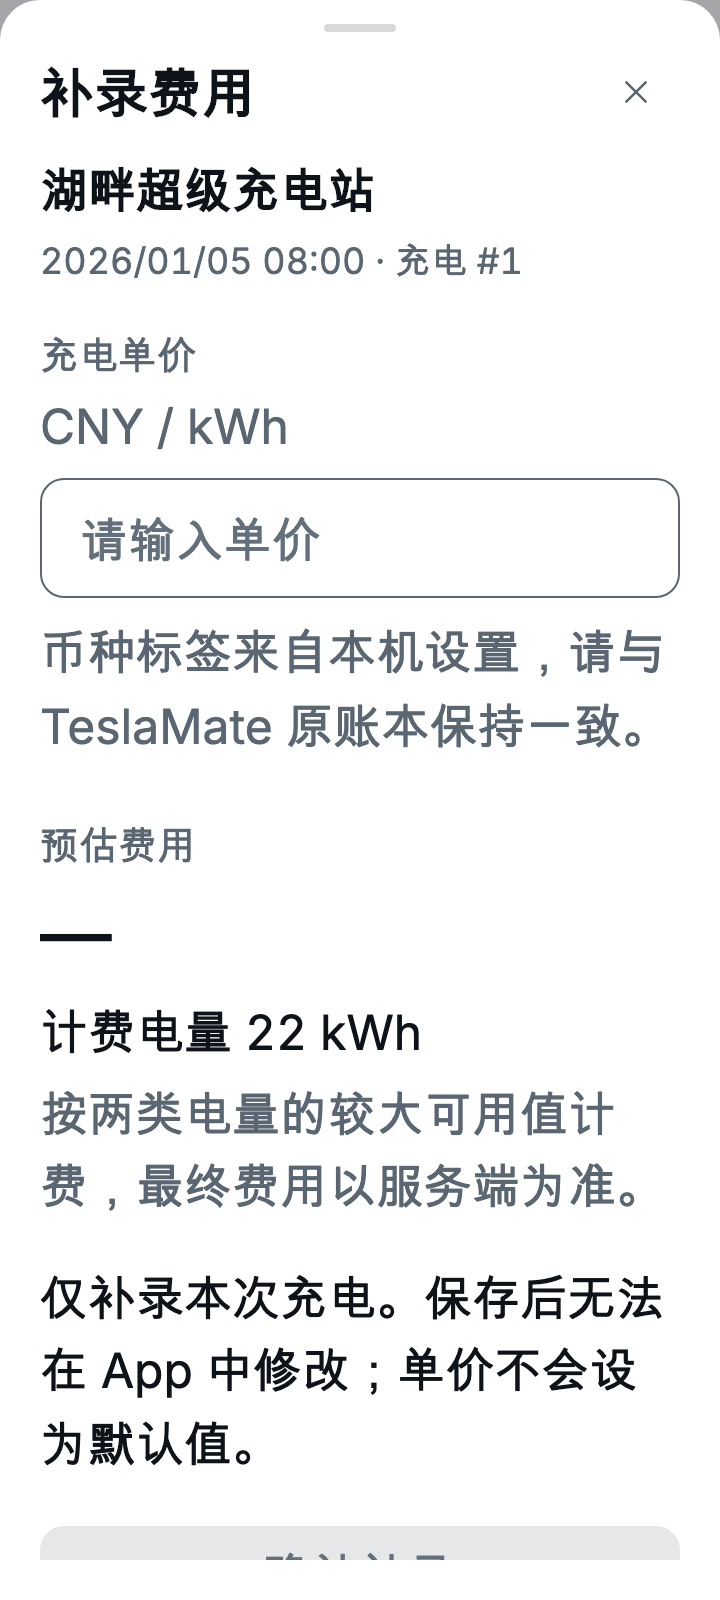 补录费用
湖畔超级充电站
2026/01/05 08:00 · 充电 #1
充电单价
CNY / kWh
请输入单价
币种标签来自本机设置，请与
TeslaMate 原账本保持一致。
预估费用
—
计费电量 22 kWh
按两类电量的较大可用值计
费，最终费用以服务端为准。
仅补录本次充电。保存后无法
在 App 中修改；单价不会设
为默认值。